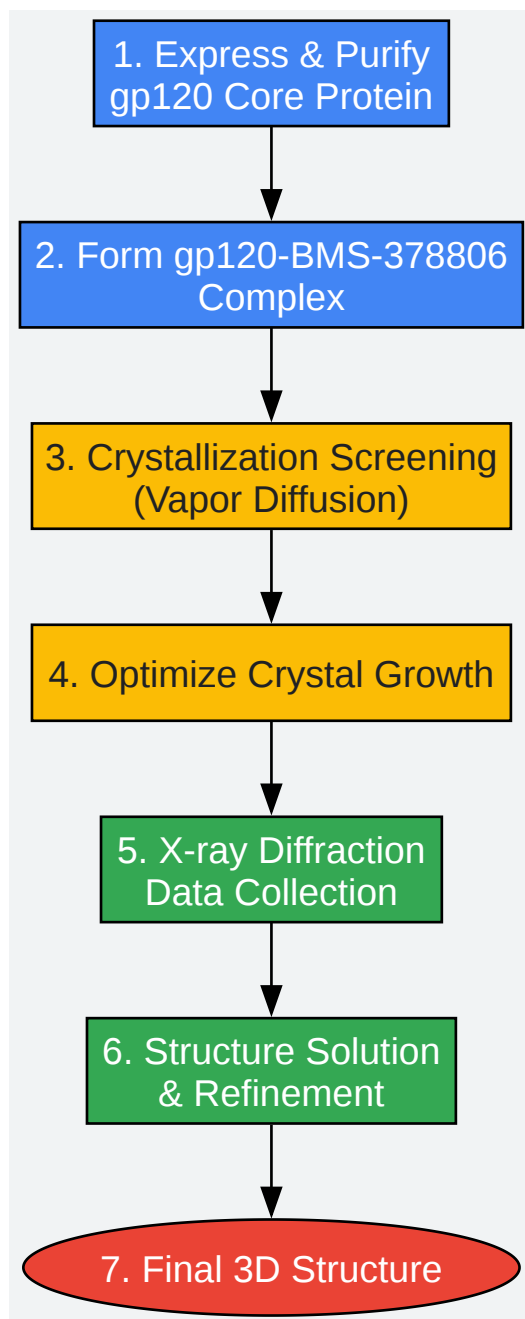 1. Express & Purify
gp120 Core Protein
2. Form gp120-BMS-378806
Complex
3. Crystallization Screening
(Vapor Diffusion)
4. Optimize Crystal Growth
5. X-ray Diffraction
Data Collection
6. Structure Solution
& Refinement
7. Final 3D Structure